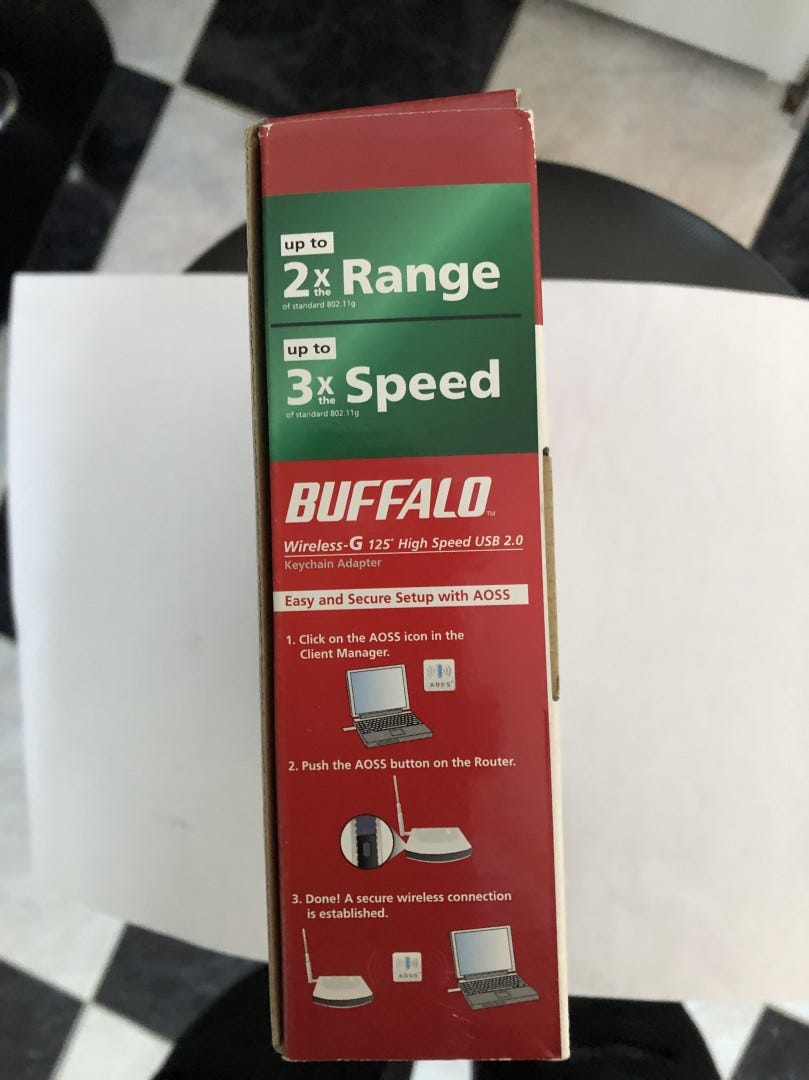 up to
2x the Range
of standard 802.11g
up to
3x the Speed
of standard 802.11g
BUFFALO™
Wireless-G 125* High Speed USB 2.0
Keychain Adapter
Easy and Secure Setup with AOSS
1. Click on the AOSS icon in the
Client Manager.
AOSS™
2. Push the AOSS button on the Router.
3. Done! A secure wireless connection
is established.
AOSS™